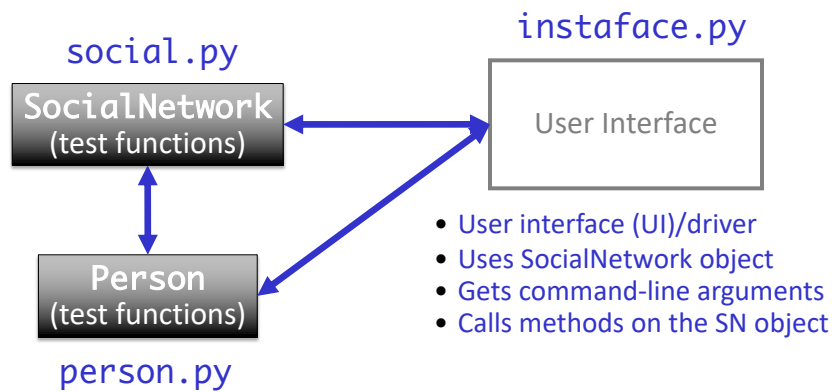 social.py
SocialNetwork
(test functions)
Person
(test functions)
person.py
instaface.py
User Interface
• User interface (UI)/driver
• Uses SocialNetwork object
• Gets command-line arguments
• Calls methods on the SN object